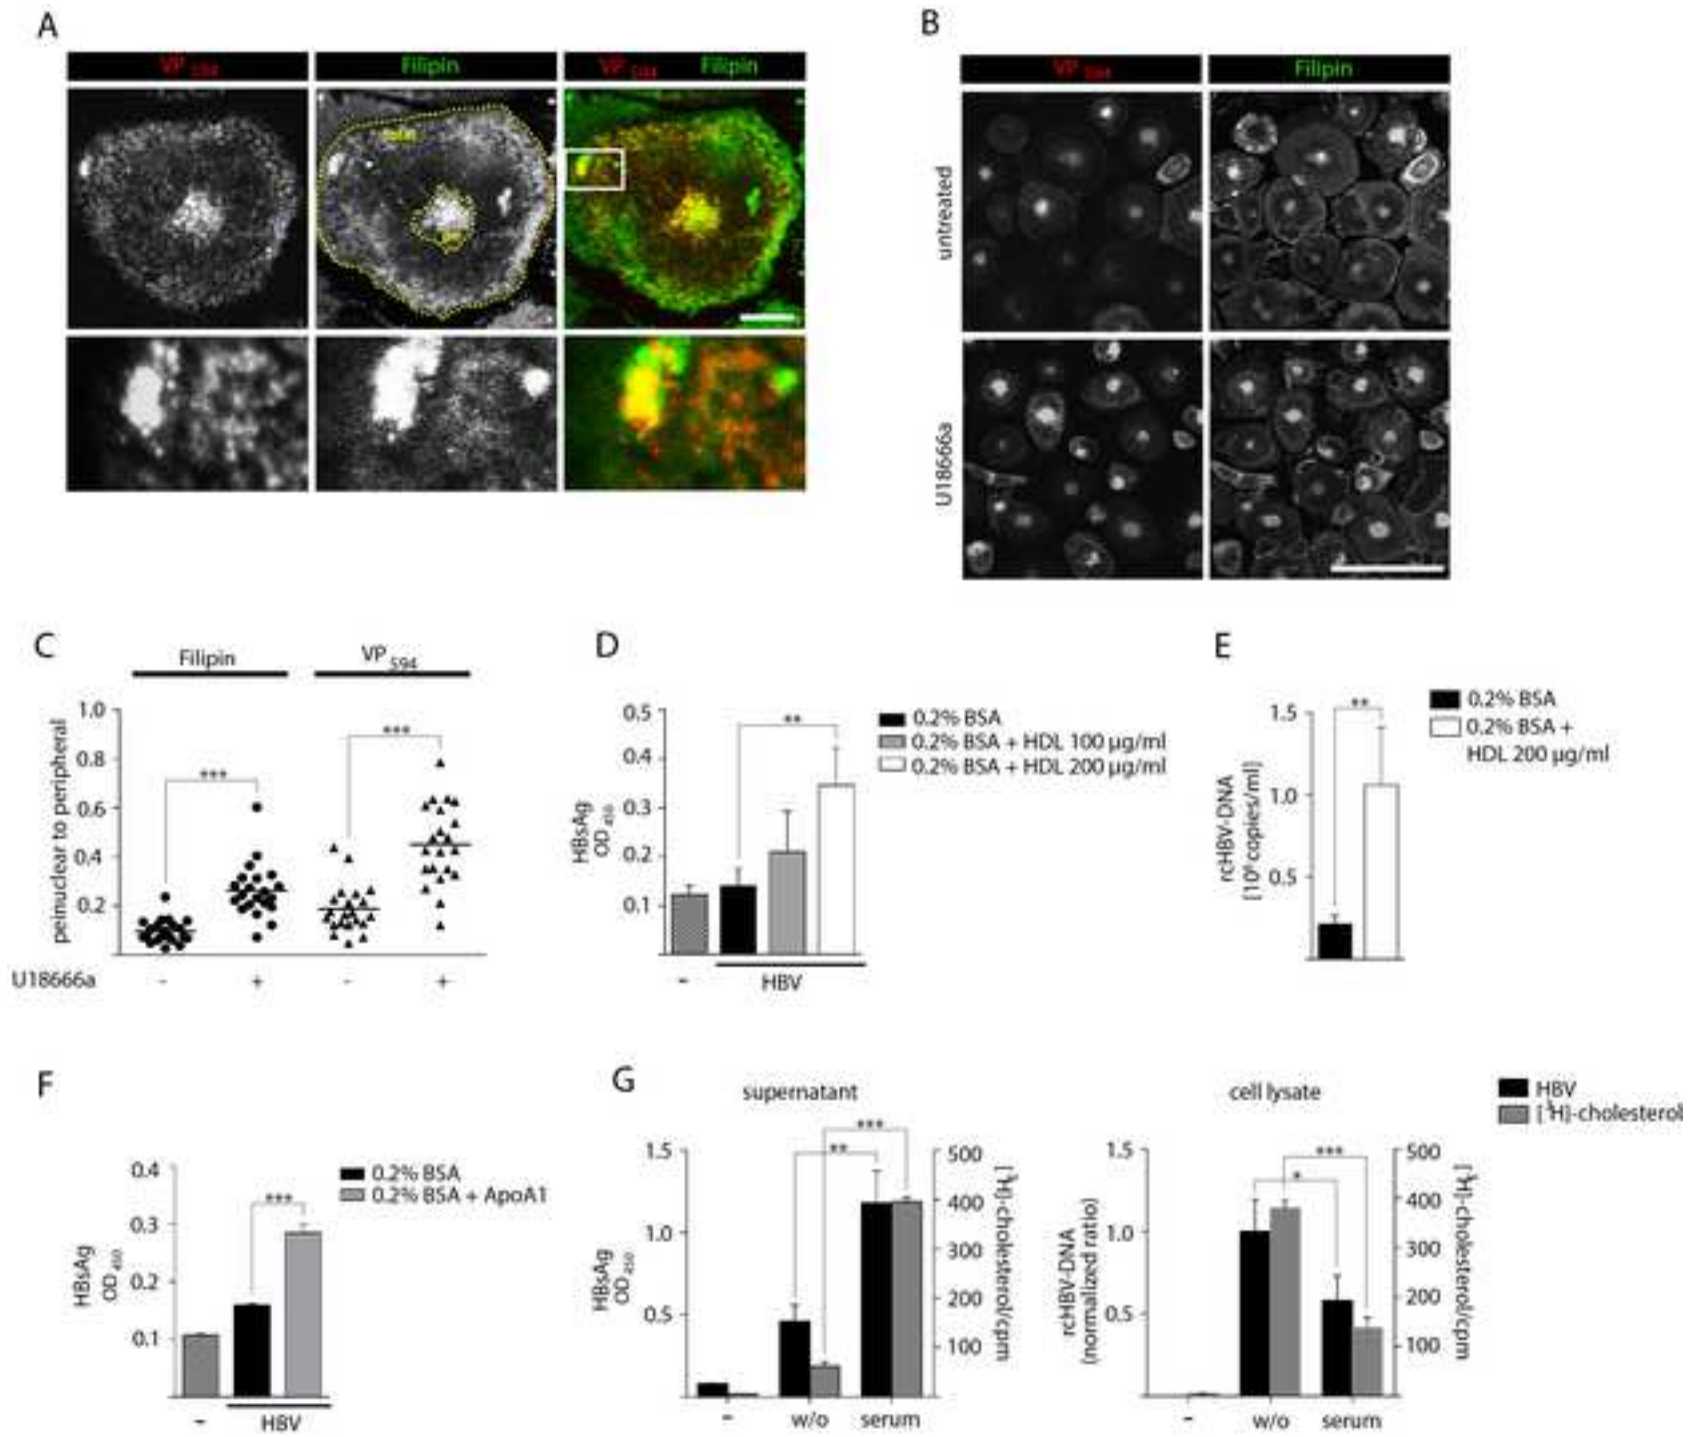 A
VP 594
Filipin
VP 594 Filipin
total
B
VP 594
Filipin
untreated
U18666a
C
Filipin
VP 594
peinuclear to peripheral
1.0
0.8
0.6
0.4
0.2
***
***
U18666a
- + - +
D
HBsAg
OD 450
0.5
0.4
0.3
0.2
0.1
**
0.2% BSA
0.2% BSA + HDL 100 µg/ml
0.2% BSA + HDL 200 µg/ml
-
HBV
E
rcHBV-DNA
1.5
1.0
0.5
**
0.2% BSA
0.2% BSA +
HDL 200 µg/ml
F
HBsAg
OD 450
0.4
0.3
0.2
0.1
***
0.2% BSA
0.2% BSA + ApoA1
-
HBV
G
supernatant
HBsAg
OD 450
1.5
1.0
0.5
**
***
500
400
300
200
100
[³H]-cholesterol/cpm
- w/o serum
cell lysate
rcHBV-DNA
(normalized ratio)
1.5
1.0
0.5
*
***
500
400
300
200
100
[³H]-cholesterol/cpm
- w/o serum
HBV
[³H]-cholesterol